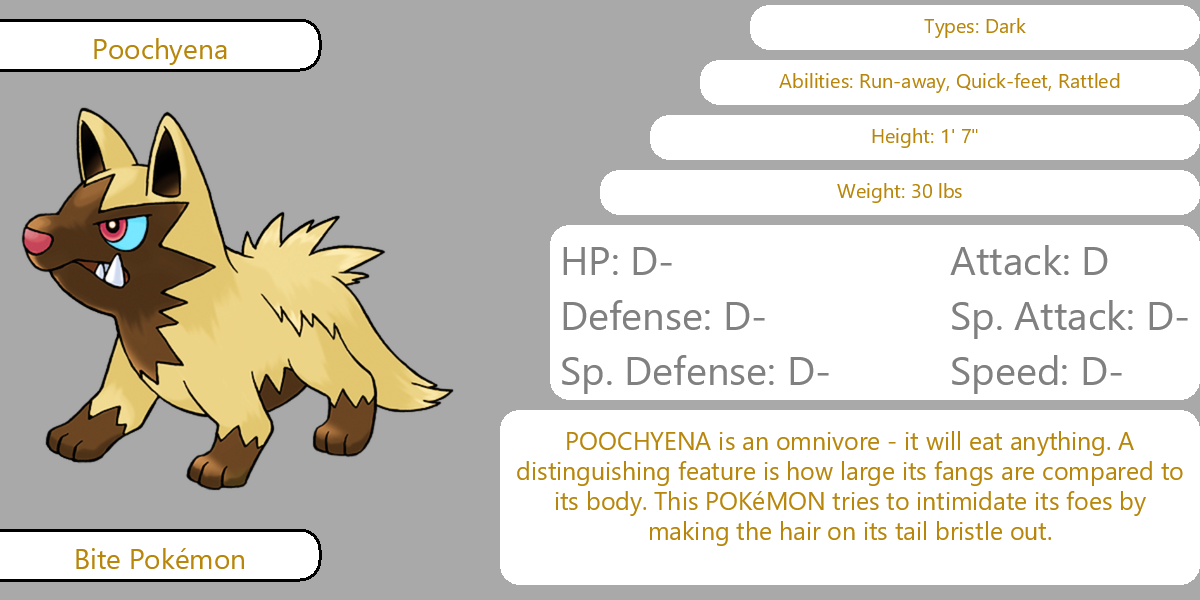 Poochyena
Types: Dark
Abilities: Run-away, Quick-feet, Rattled
Height: 1' 7"
Weight: 30 lbs
HP: D-
Attack: D
Defense: D-
Sp. Attack: D-
Sp. Defense: D-
Speed: D-
POOCHYENA is an omnivore - it will eat anything. A
distinguishing feature is how large its fangs are compared to
its body. This POKéMON tries to intimidate its foes by
making the hair on its tail bristle out.
Bite Pokémon